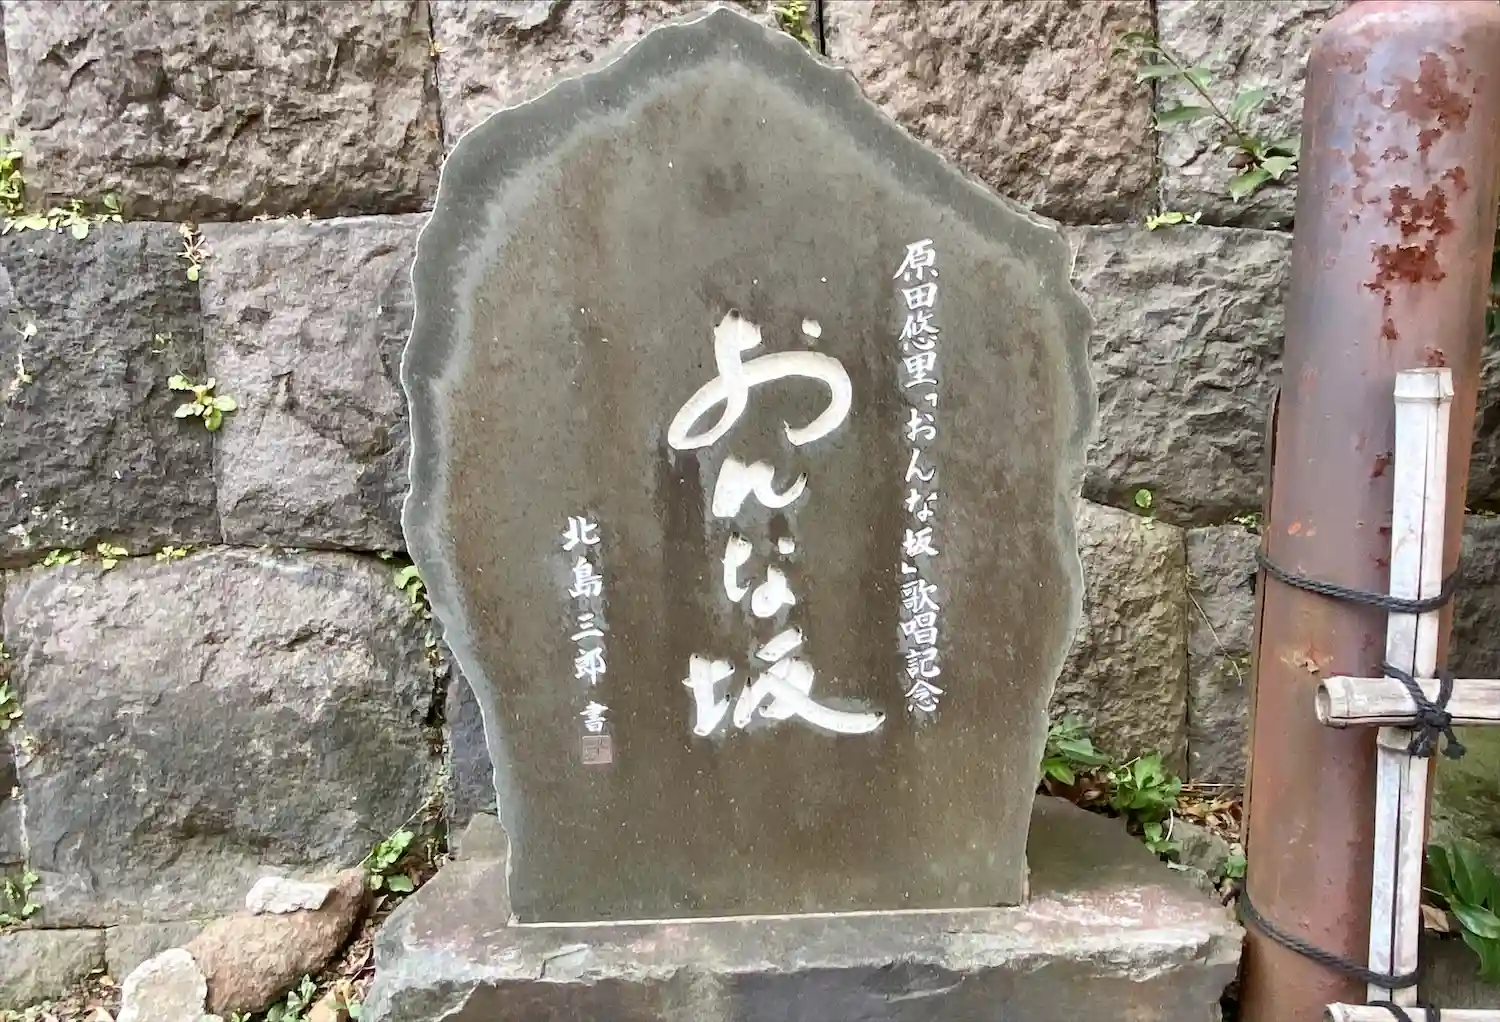 原田悠里「おんな坂」歌唱記念
おんな坂
北島三郎 書